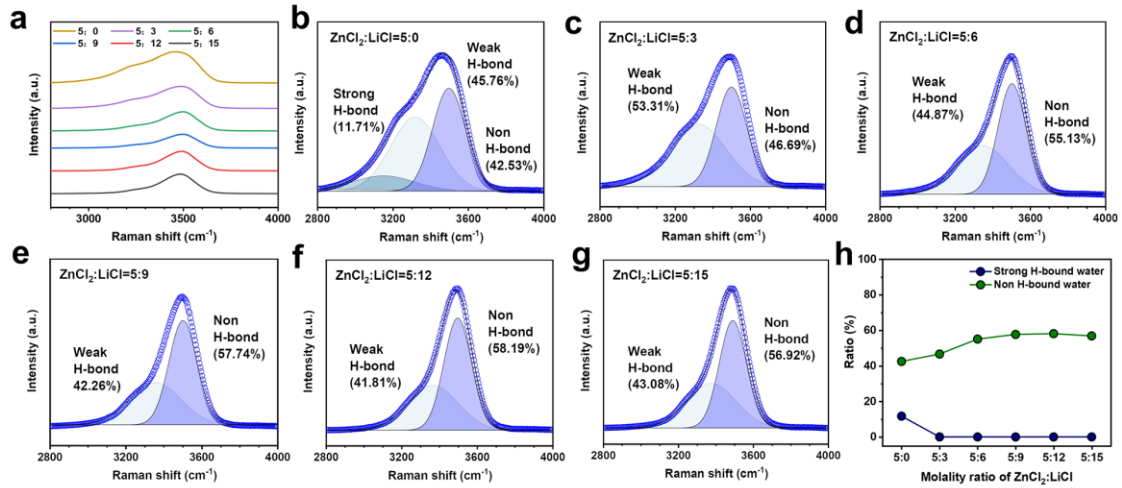 a
5: 0 5: 3 5: 6
5: 9 5: 12 5: 15
Intensity (a.u.)
3000 3500 4000
Raman shift (cm⁻¹)
b
ZnCl₂:LiCl=5:0
Weak
H-bond
(45.76%)
Strong
H-bond
(11.71%)
Non
H-bond
(42.53%)
Intensity (a.u.)
2800 3200 3600 4000
Raman shift (cm⁻¹)
c
ZnCl₂:LiCl=5:3
Weak
H-bond
(53.31%)
Non
H-bond
(46.69%)
Intensity (a.u.)
2800 3200 3600 4000
Raman shift (cm⁻¹)
d
ZnCl₂:LiCl=5:6
Weak
H-bond
(44.87%)
Non
H-bond
(55.13%)
Intensity (a.u.)
2800 3200 3600 4000
Raman shift (cm⁻¹)
e
ZnCl₂:LiCl=5:9
Non
H-bond
(57.74%)
Weak
H-bond
42.26%)
Intensity (a.u.)
2800 3200 3600 4000
Raman shift (cm⁻¹)
f
ZnCl₂:LiCl=5:12
Non
H-bond
(58.19%)
Weak
H-bond
(41.81%)
Intensity (a.u.)
2800 3200 3600 4000
Raman shift (cm⁻¹)
g
ZnCl₂:LiCl=5:15
Non
H-bond
(56.92%)
Weak
H-bond
(43.08%)
Intensity (a.u.)
2800 3200 3600 4000
Raman shift (cm⁻¹)
h
Strong H-bound water
Non H-bound water
Ratio (%)
100
80
60
40
20
0
5:0 5:3 5:6 5:9 5:12 5:15
Molality ratio of ZnCl₂:LiCl